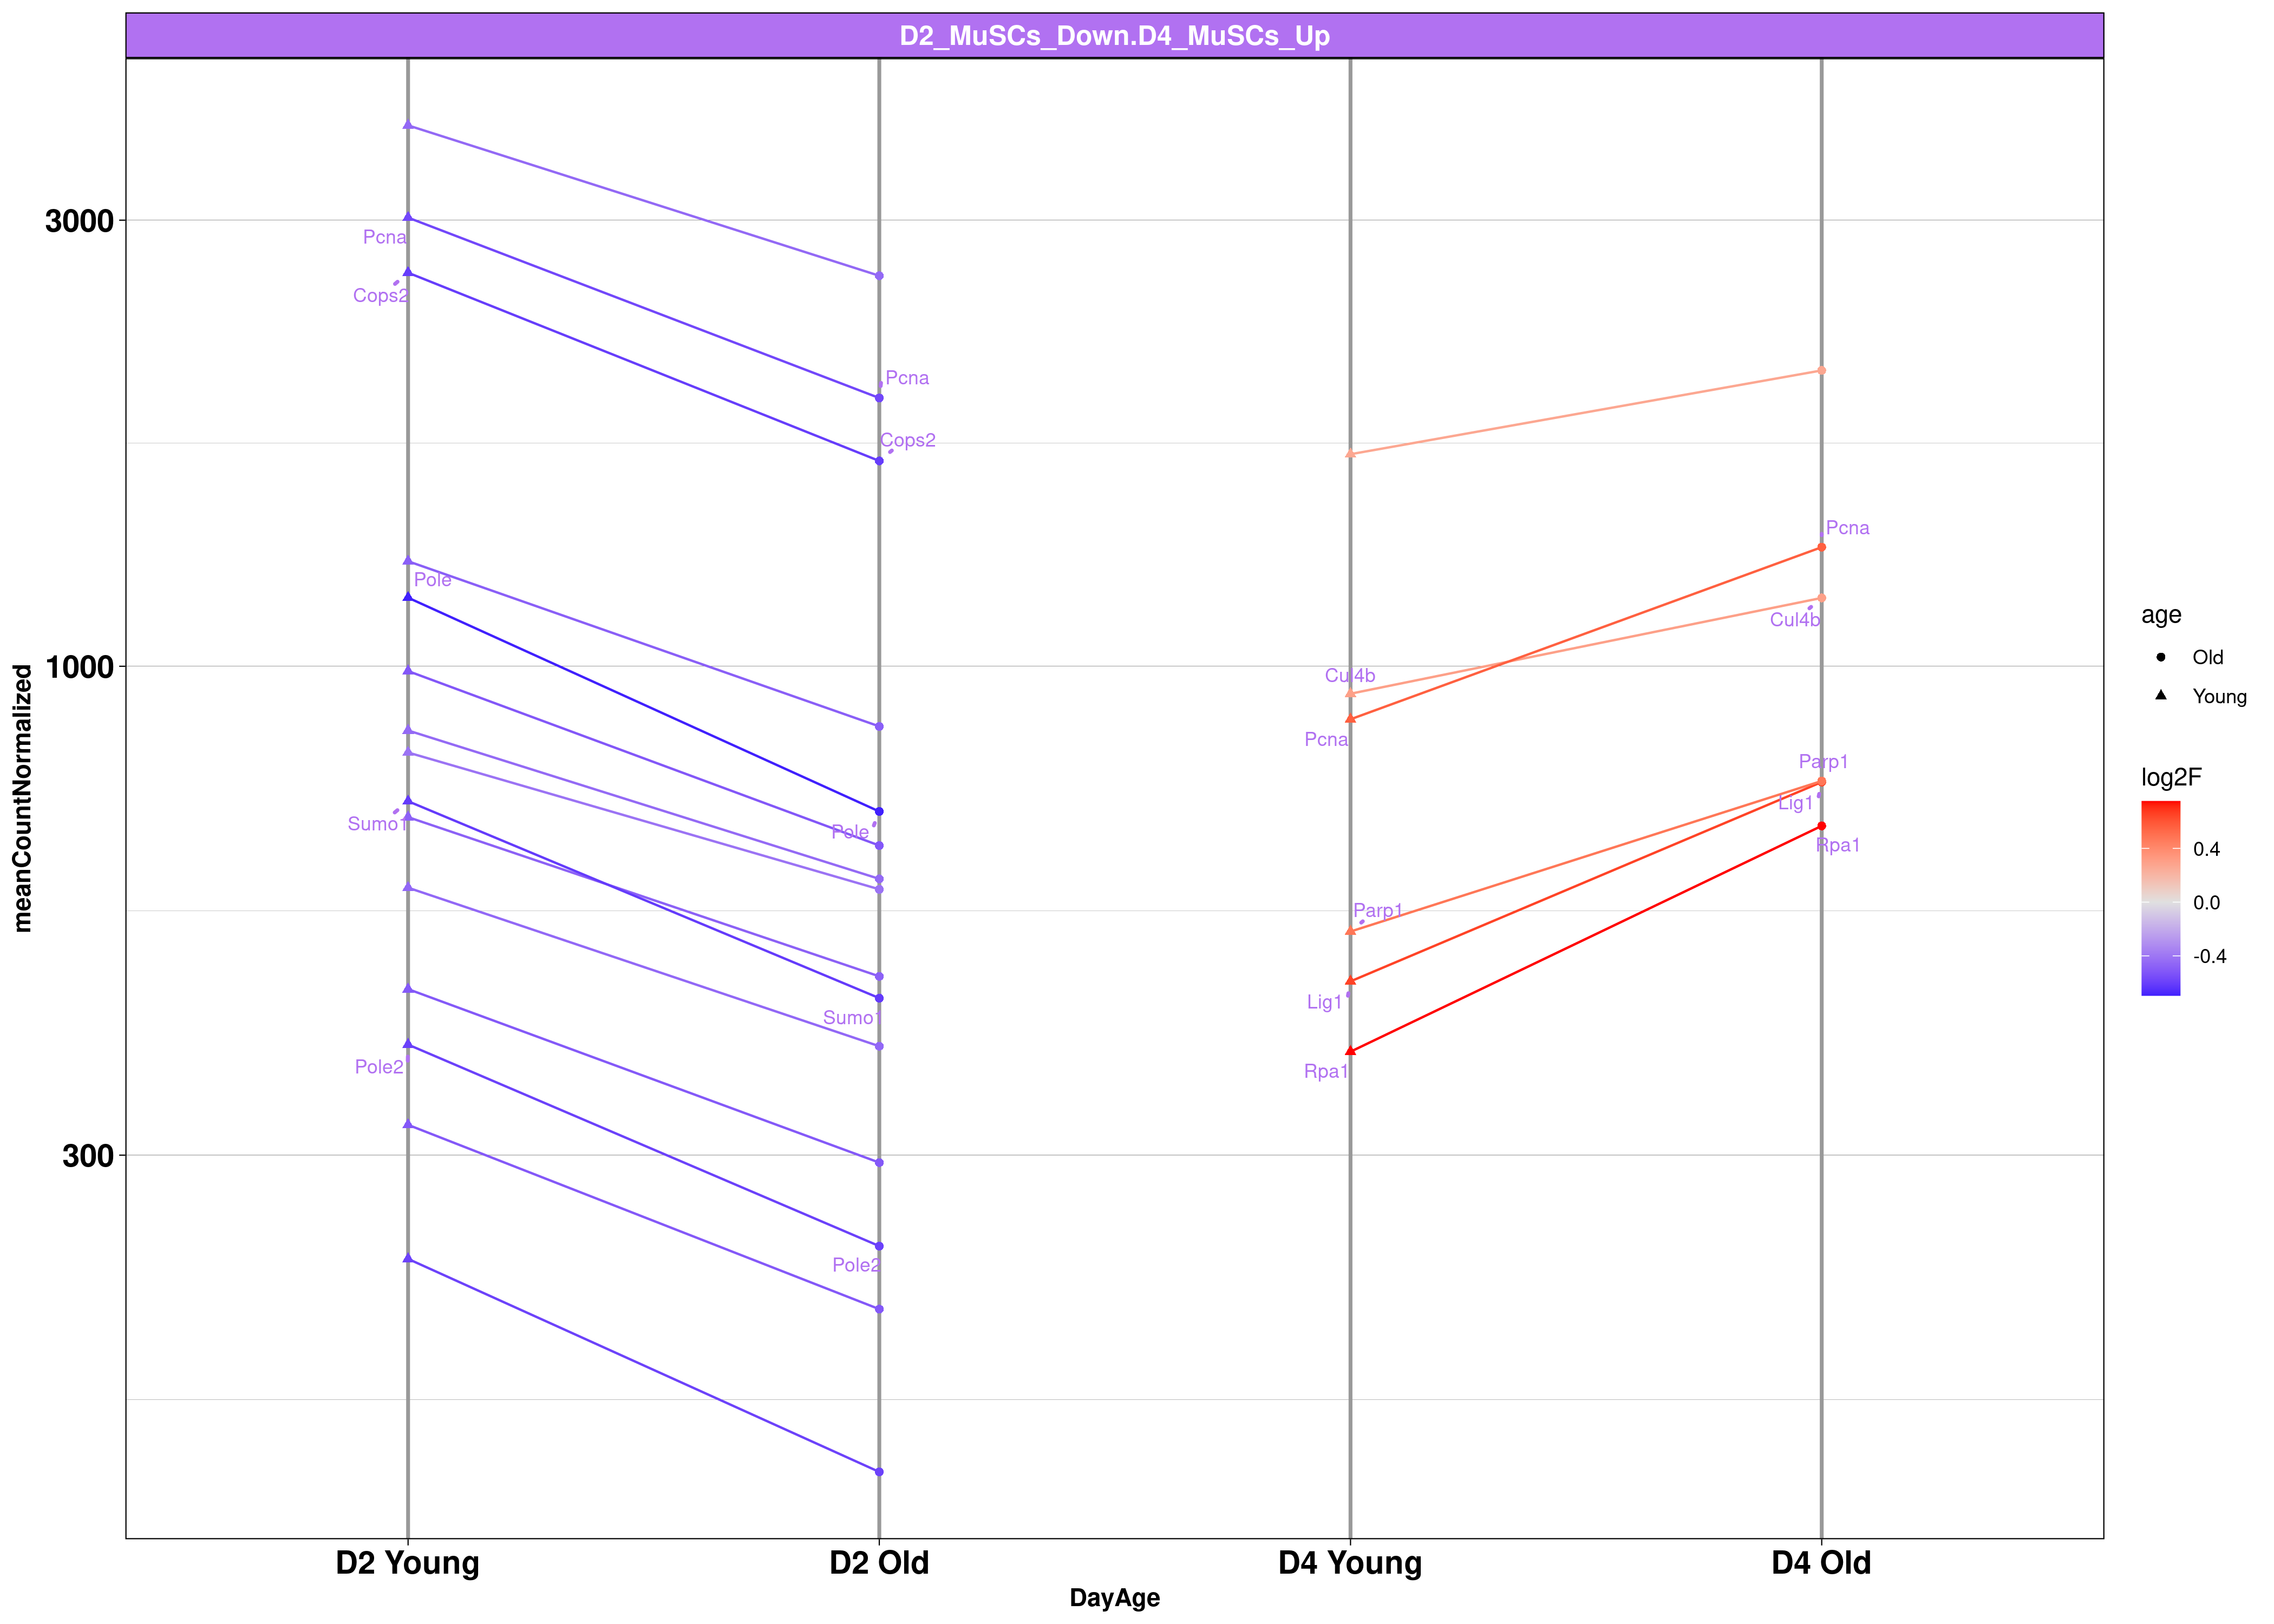 D2_MuSCs_Down.D4_MuSCs_Up
3000
Pcna
Cops2
Pcna
Cops2
Pcna
Pole
Cul4b
age
Old
Young
1000
Cul4b
Pcna
Parp1
Lig1
Sumo1
Pole
Rpa1
log2F
0.4
0.0
-0.4
meanCountNormalized
Parp1
Lig1
Sumo1
Pole2
Rpa1
300
Pole2
D2 Young
D2 Old
D4 Young
D4 Old
DayAge